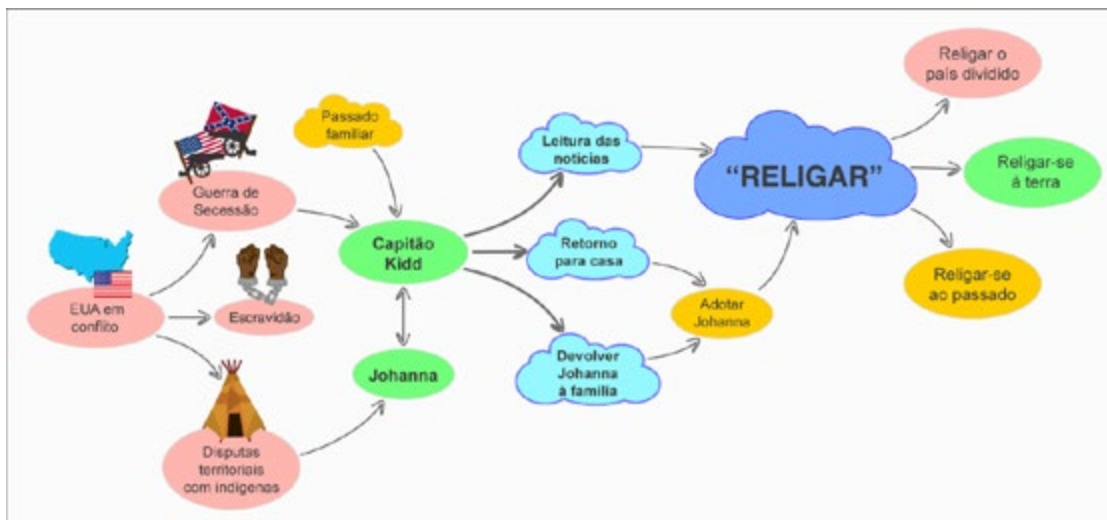 Religar o
país dividido
Passado
familiar
Leitura das
notícias
"RELIGAR"
Religar-se
à terra
Guerra de
Secessão
Capitão
Kidd
Retorno
para casa
Religar-se
ao passado
EUA em
conflito
Escravidão
Adotar
Johanna
Johanna
Devolver
Johanna
à família
Disputas
territoriais
com indígenas